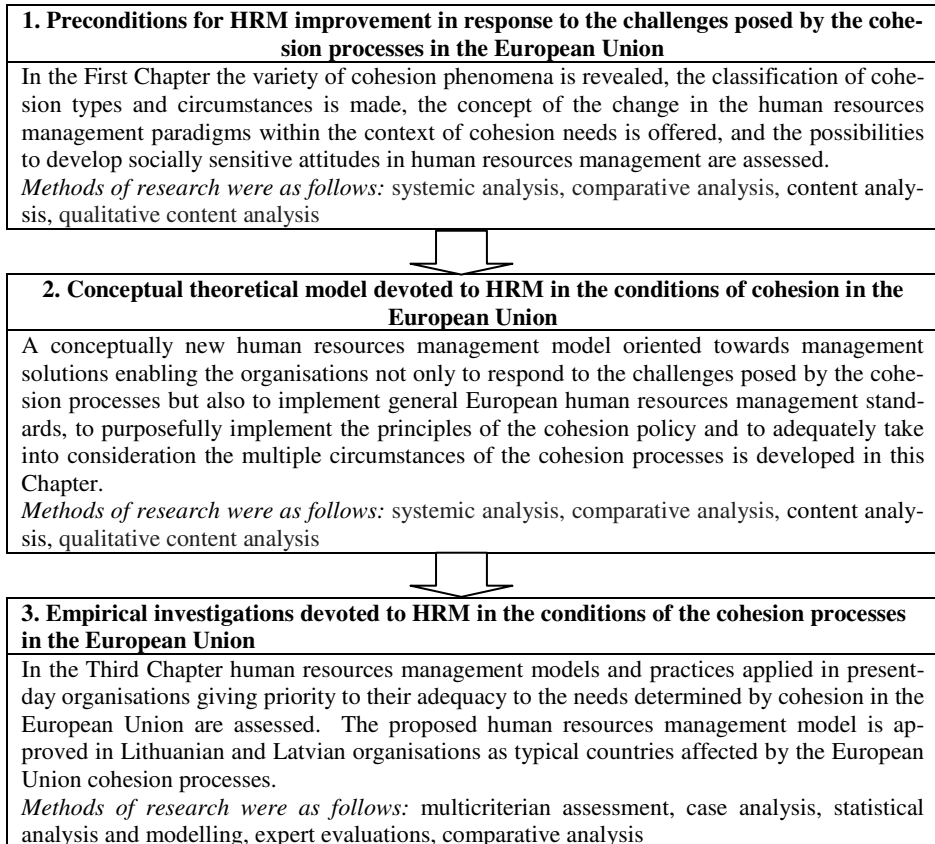 1. Preconditions for HRM improvement in response to the challenges posed by the cohe-
sion processes in the European Union
In the First Chapter the variety of cohesion phenomena is revealed, the classification of cohe-
sion types and circumstances is made, the concept of the change in the human resources
management paradigms within the context of cohesion needs is offered, and the possibilities
to develop socially sensitive attitudes in human resources management are assessed.
Methods of research were as follows: systemic analysis, comparative analysis, content analy-
sis, qualitative content analysis
2. Conceptual theoretical model devoted to HRM in the conditions of cohesion in the
European Union
A conceptually new human resources management model oriented towards management
solutions enabling the organisations not only to respond to the challenges posed by the cohe-
sion processes but also to implement general European human resources management stand-
ards, to purposefully implement the principles of the cohesion policy and to adequately take
into consideration the multiple circumstances of the cohesion processes is developed in this
Chapter.
Methods of research were as follows: systemic analysis, comparative analysis, content analy-
sis, qualitative content analysis
3. Empirical investigations devoted to HRM in the conditions of the cohesion processes
in the European Union
In the Third Chapter human resources management models and practices applied in present-
day organisations giving priority to their adequacy to the needs determined by cohesion in the
European Union are assessed. The proposed human resources management model is ap-
proved in Lithuanian and Latvian organisations as typical countries affected by the European
Union cohesion processes.
Methods of research were as follows: multicriterian assessment, case analysis, statistical
analysis and modelling, expert evaluations, comparative analysis